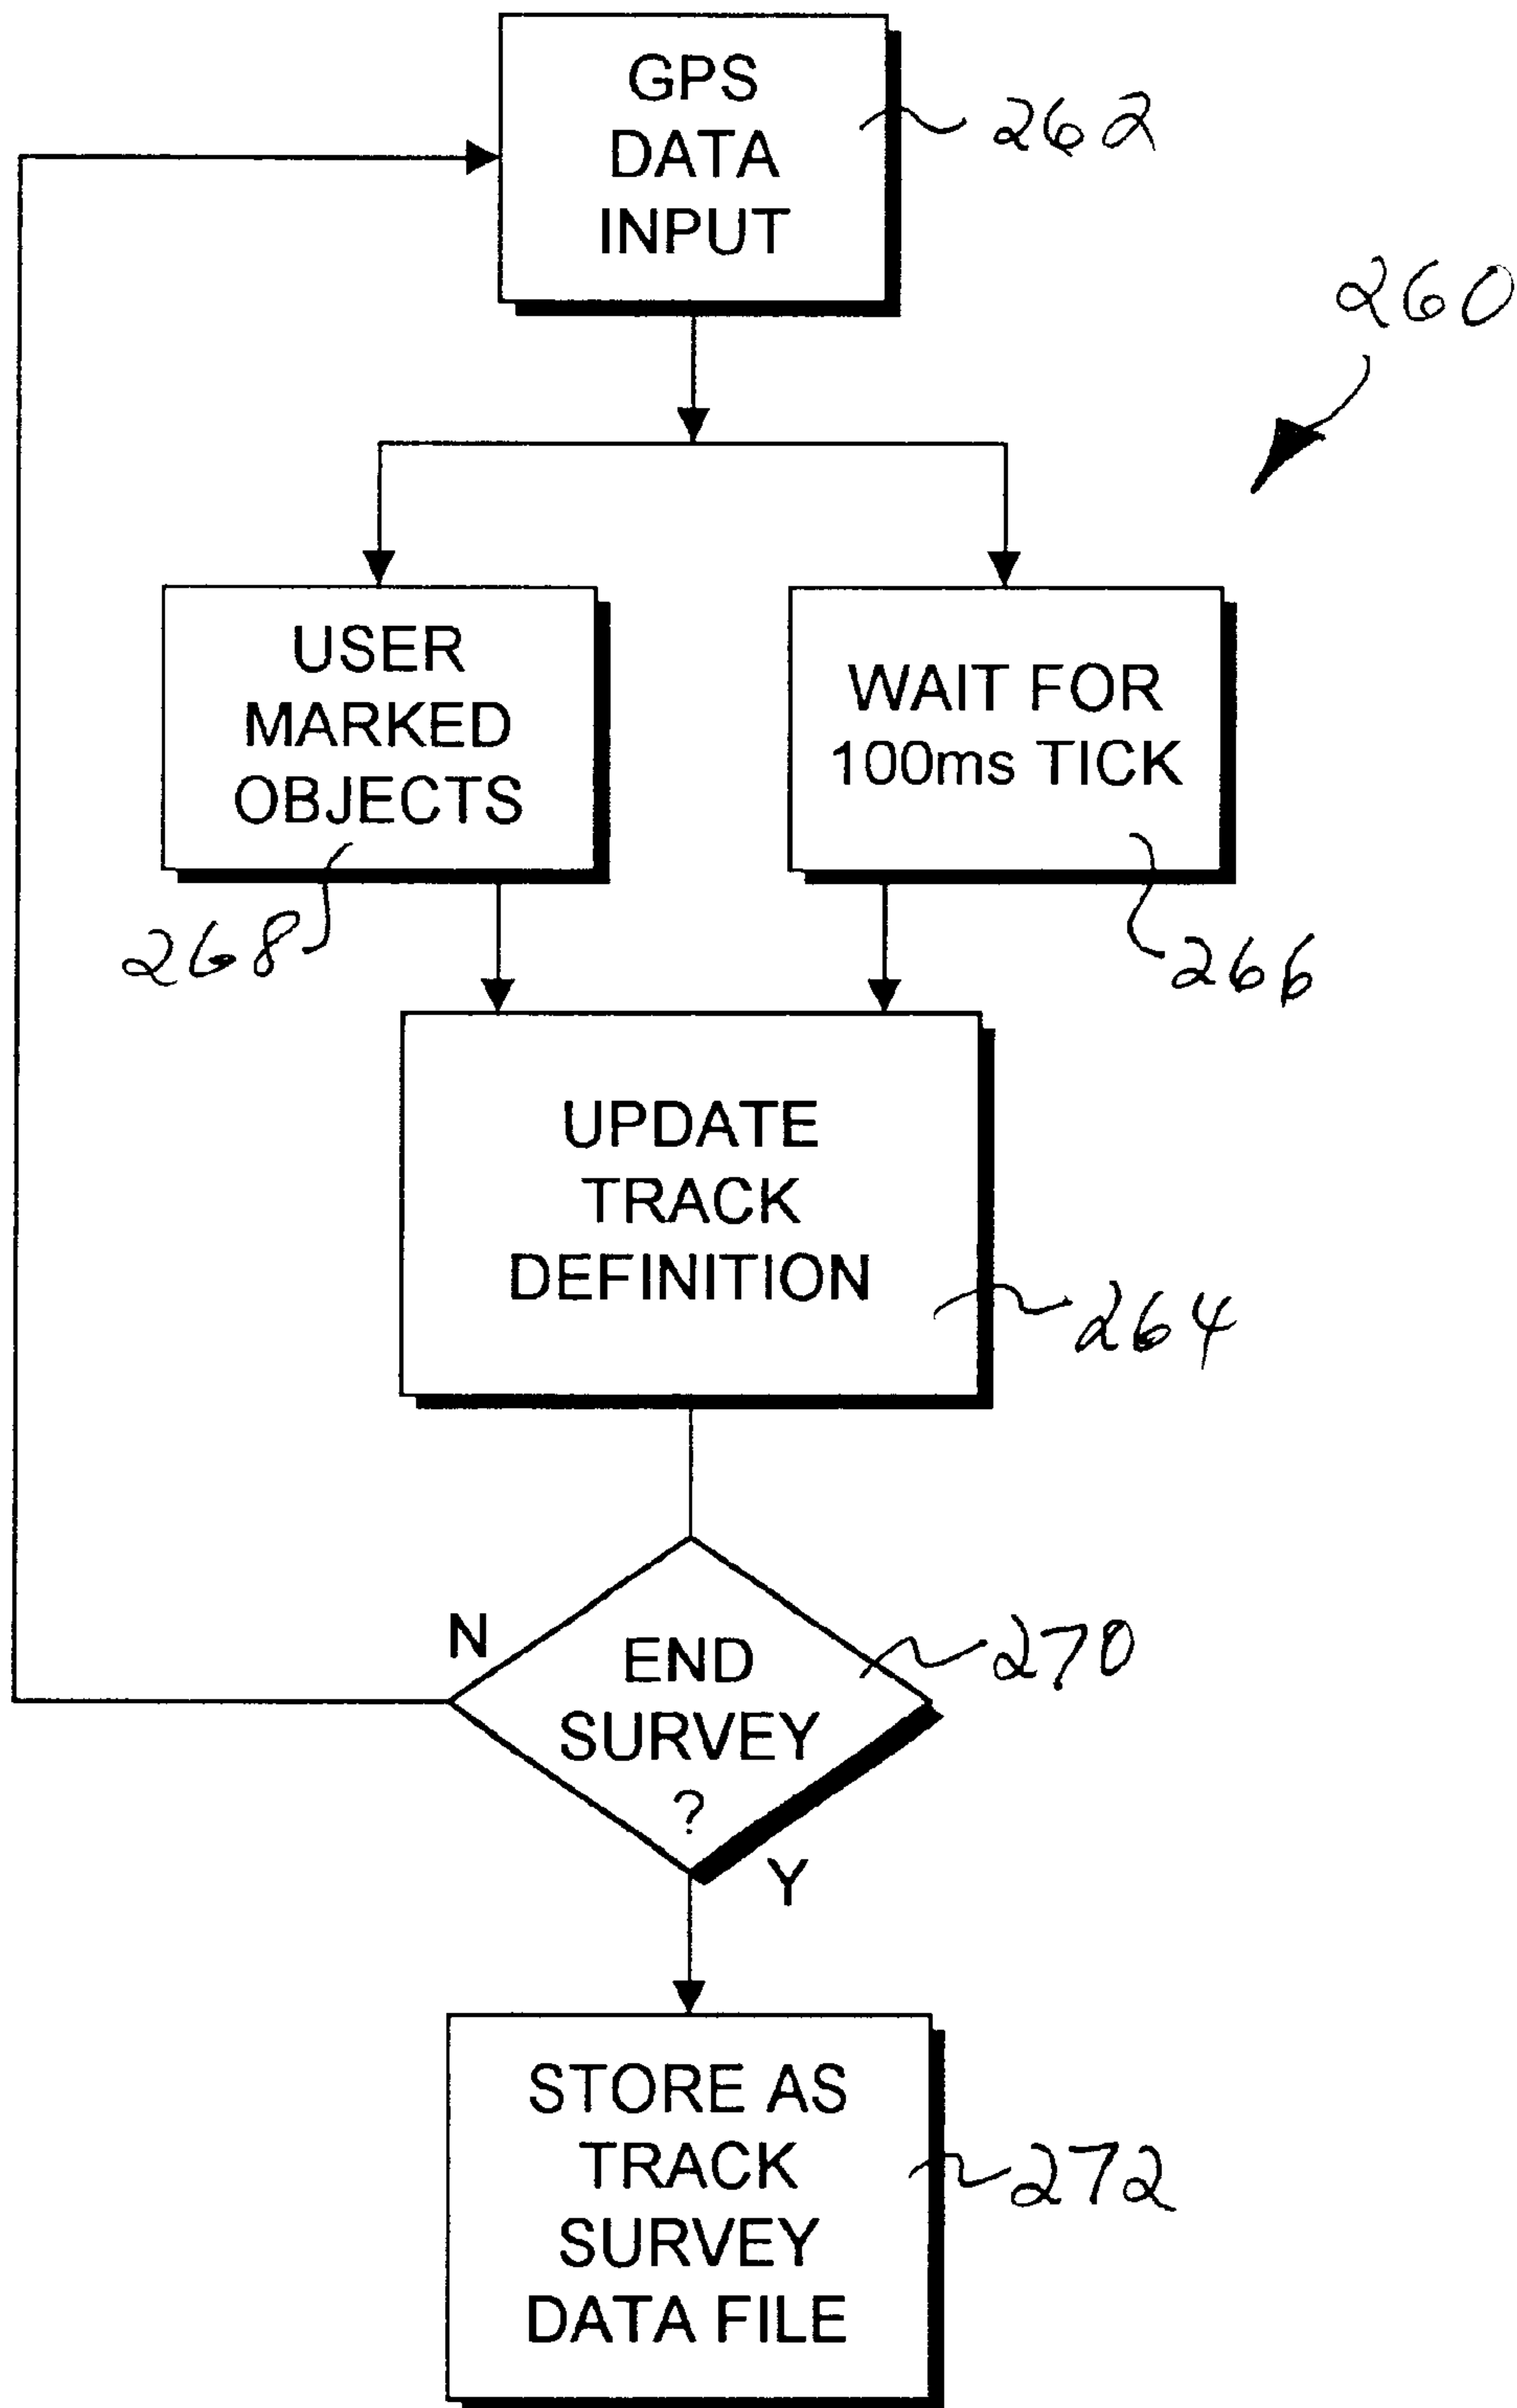 GPS
DATA
INPUT
262
260
USER
MARKED
OBJECTS
268
WAIT FOR
100ms TICK
266
UPDATE
TRACK
DEFINITION
264
N
END
SURVEY
?
270
Y
STORE AS
TRACK
SURVEY
DATA FILE
272